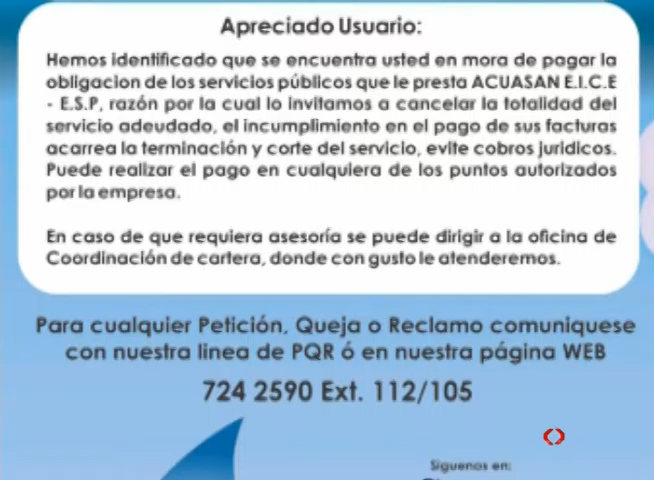 Apreciado Usuario:
Hemos identificado que se encuentra usted en mora de pagar la
obligacion de los servicios públicos que le presta ACUASAN E.I.C.E
- E.S.P, razón por la cual lo invitamos a cancelar la totalidad del
servicio adeudado, el incumplimiento en el pago de sus facturas
acarrea la terminación y corte del servicio, evite cobros juridicos.
Puede realizar el pago en cualquiera de los puntos autorizados
por la empresa.
En caso de que requiera asesoría se puede dirigir a la oficina de
Coordinación de cartera, donde con gusto le atenderemos.
Para cualquier Petición, Queja o Reclamo comuniquese
con nuestra linea de PQR ó en nuestra página WEB
724 2590 Ext. 112/105
Siguenos en: